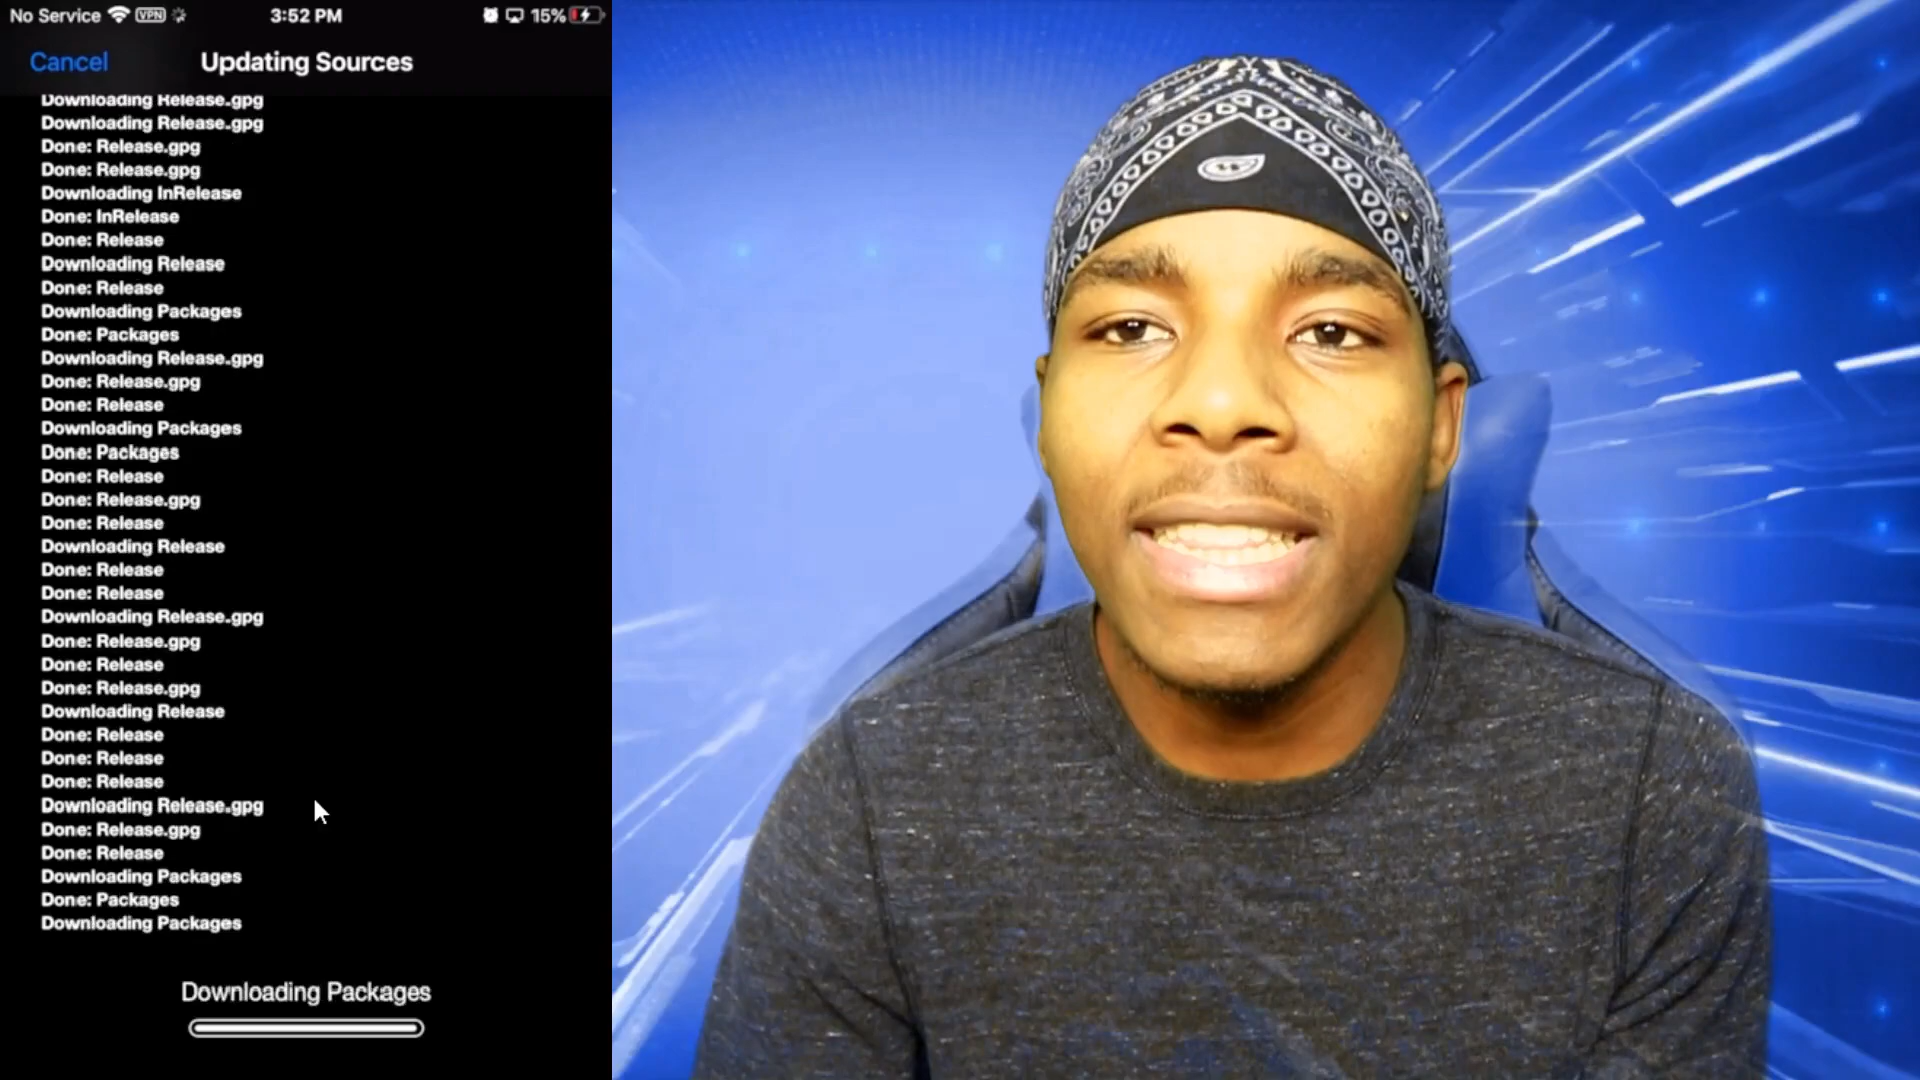 No Service VPN 3:52 PM 15%
Cancel Updating Sources
Downloading Release.gpg
Downloading Release.gpg
Done: Release.gpg
Done: Release.gpg
Downloading InRelease
Done: InRelease
Done: Release
Downloading Release
Done: Release
Downloading Packages
Done: Packages
Downloading Release.gpg
Done: Release.gpg
Done: Release
Downloading Packages
Done: Packages
Done: Release
Done: Release.gpg
Done: Release
Downloading Release
Done: Release
Done: Release
Downloading Release.gpg
Done: Release.gpg
Done: Release
Done: Release.gpg
Downloading Release
Done: Release
Done: Release
Done: Release
Downloading Release.gpg
Done: Release.gpg
Done: Release
Downloading Packages
Done: Packages
Downloading Packages
Downloading Packages